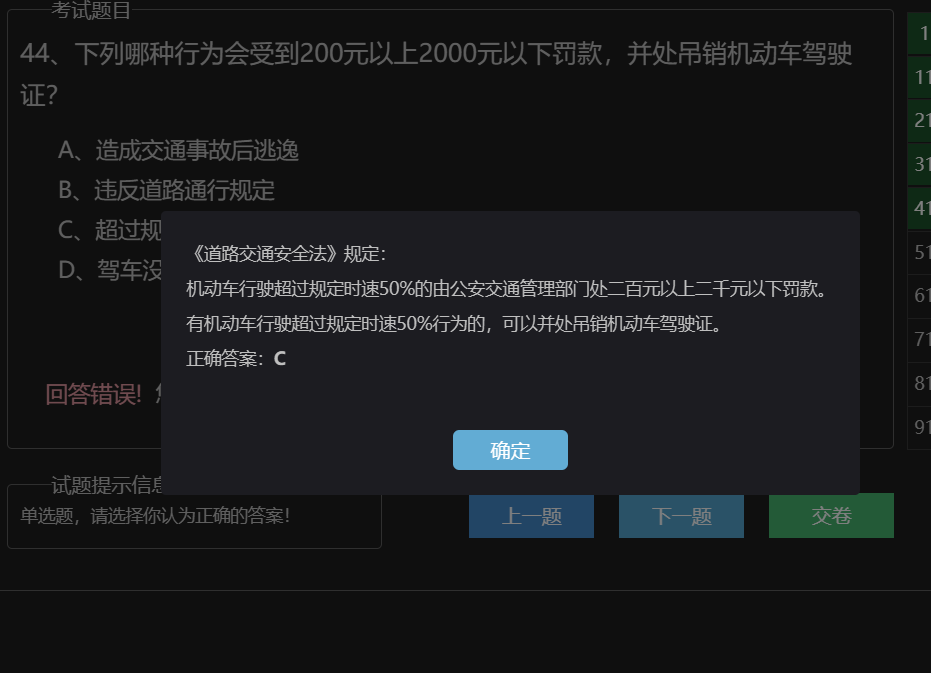 考试题目
44、下列哪种行为会受到200元以上2000元以下罚款，并处吊销机动车驾驶
证？
A、造成交通事故后逃逸
B、违反道路通行规定
C、超过规
D、驾车没
《道路交通安全法》规定：
机动车行驶超过规定时速50%的由公安交通管理部门处二百元以上二千元以下罚款。
有机动车行驶超过规定时速50%行为的，可以并处吊销机动车驾驶证。
正确答案：C
回答错误！
确定
试题提示信息
单选题，请选择你认为正确的答案！
上一题
下一题
交卷
1
11
21
31
41
51
61
71
81
91